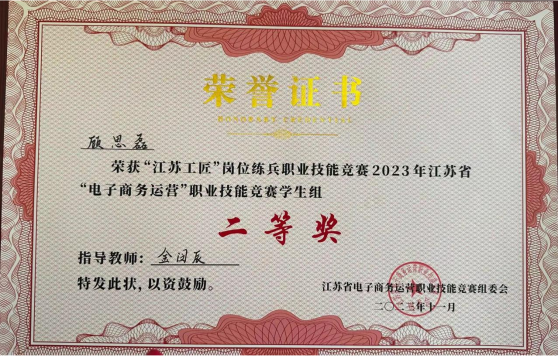 荣誉证书
HONORARY CREDENTIAL
顾思磊
荣获“江苏工匠”岗位练兵职业技能竞赛2023年江苏省
“电子商务运营”职业技能竞赛学生组
二等奖
指导教师：全闵辰
特发此状，以资鼓励。
江苏省电子商务运营职业技能竞赛组委会
二〇二三年十一月